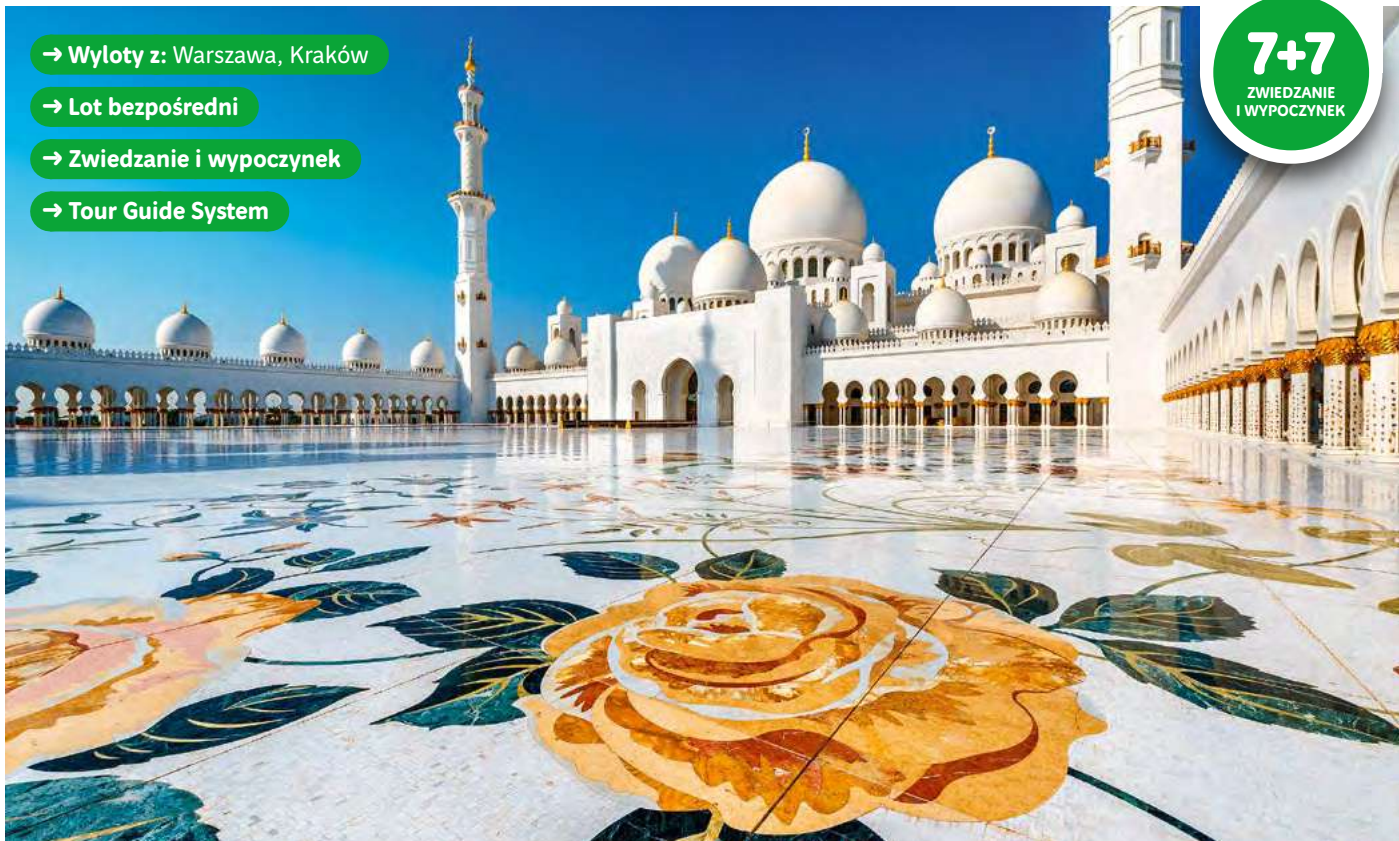 → Wyloty z: Warszawa, Kraków
→ Lot bezpośredni
→ Zwiedzanie i wypoczynek
→ Tour Guide System
7+7
ZWIEDZANIE
I WYPOCZYNEK